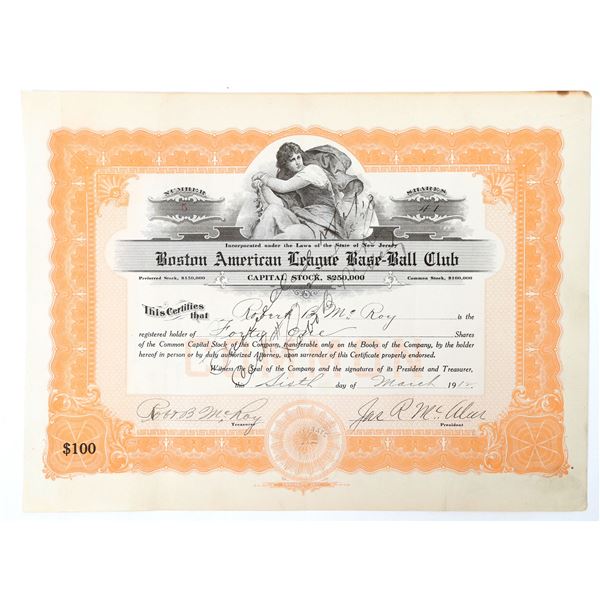 NUMBER
5
SHARES
41
Incorporated under the Laws of the State of New Jersey
Boston American League Base-Ball Club
Preferred Stock, $150,000
CAPITAL STOCK, $250,000
Common Stock, $100,000
This Certifies that Robert B McRoy is the
registered holder of Forty One Shares
of the Common Capital Stock of this Company, transferable only on the Books of the Company, by the holder
hereof in person or by duly authorized Attorney, upon surrender of this Certificate properly endorsed.
Witness the Seal of the Company and the signatures of its President and Treasurer,
Sixth day of March 1912
Robt B McRoy
Treasurer
Jas R McAleer
President
$100